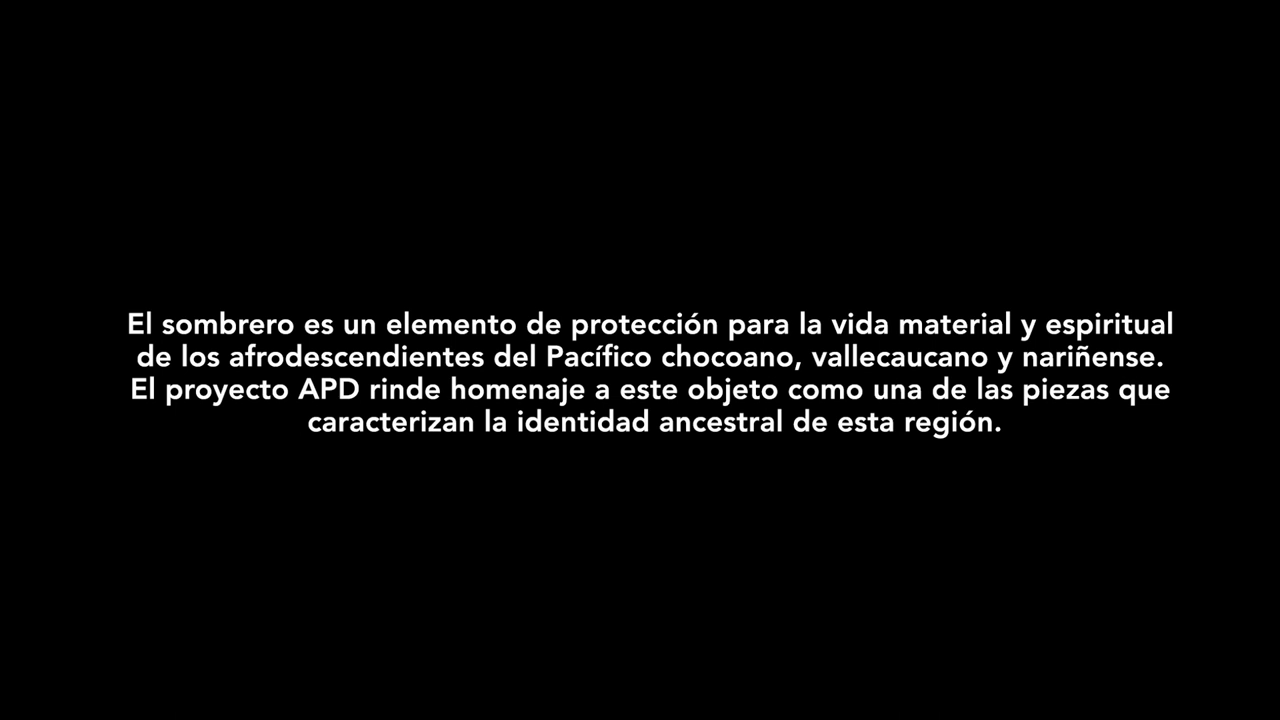 El sombrero es un elemento de protección para la vida material y espiritual
de los afrodescendientes del Pacífico chocoano, vallecaucano y nariñense.
El proyecto APD rinde homenaje a este objeto como una de las piezas que
caracterizan la identidad ancestral de esta región.